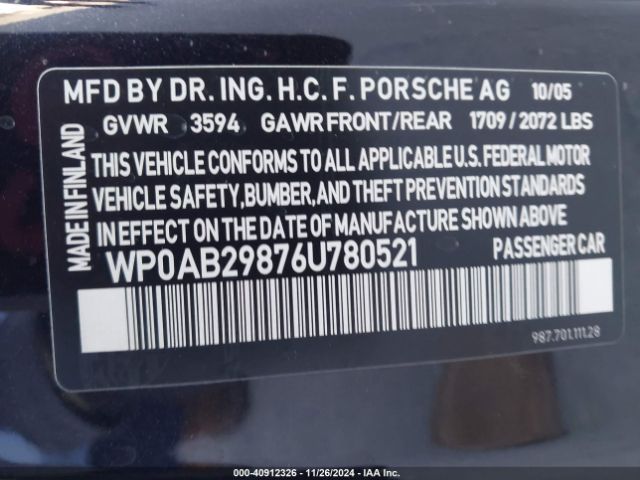 MFD BY DR. ING. H.C. F. PORSCHE AG 10/05
GVWR 3594 GAWR FRONT/REAR 1709 / 2072 LBS
MADE IN FINLAND
THIS VEHICLE CONFORMS TO ALL APPLICABLE U.S. FEDERAL MOTOR
VEHICLE SAFETY, BUMBER, AND THEFT PREVENTION STANDARDS
IN EFFECT ON THE DATE OF MANUFACTURE SHOWN ABOVE
WP0AB29876U780521 PASSENGER CAR
987.701.111.28
000-40912326 - 11/26/2024 - IAAI.COM